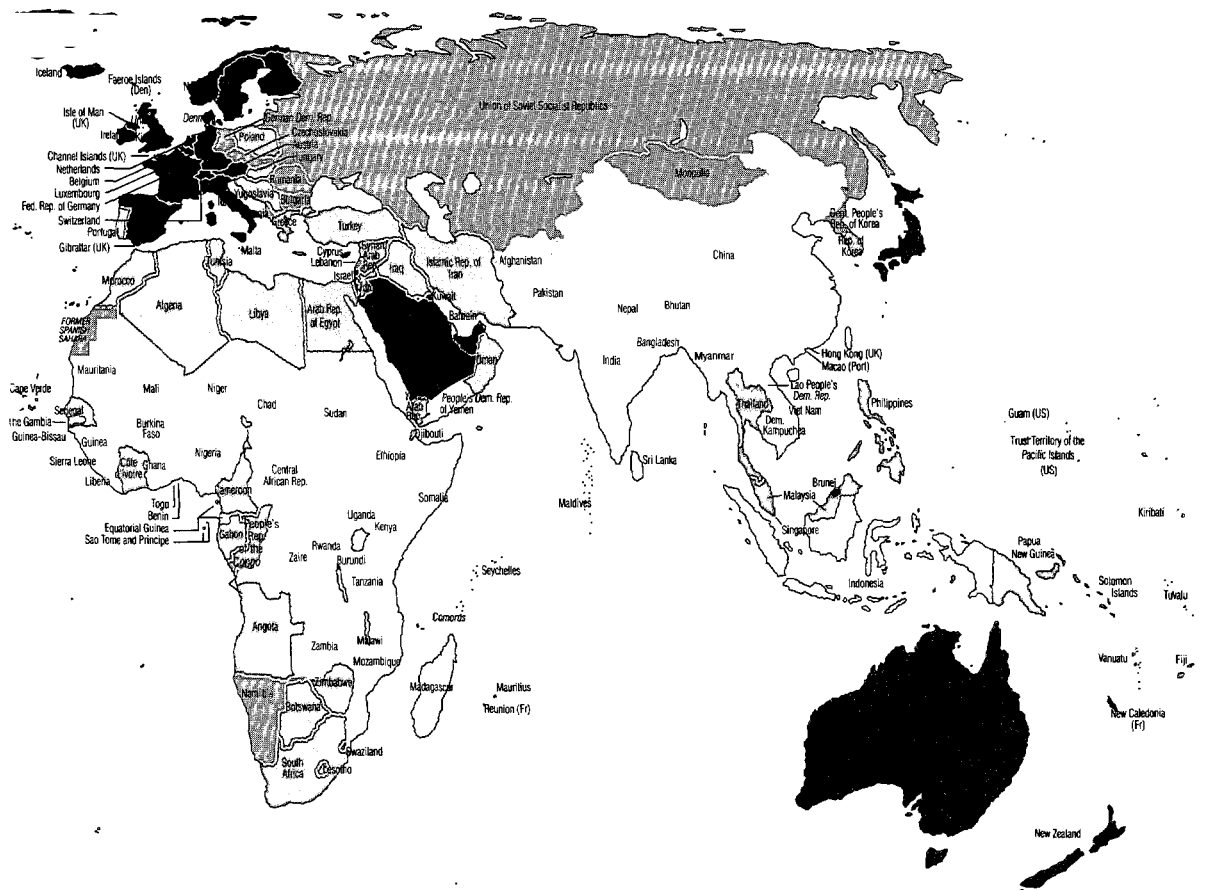 Iceland
Faeroe Islands
(Den)
Isle of Man
(UK)
Channel Islands (UK)
Netherlands
Belgium
Luxembourg
Fed. Rep. of Germany
Switzerland
Portugal
Gibraltar (UK)
German Dem. Rep.
Poland
Czechoslovakia
Austria
Hungary
Romania
Yugoslavia
Bulgaria
Greece
Malta
Union of Soviet Socialist Republics
Mongolia
Dem. People's
Rep. of Korea
Rep. of
Korea
China
Turkey
Cyprus
Lebanon
Israel
Syrian
Arab
Rep.
Iraq
Islamic Rep. of
Iran
Kuwait
Bahrain
Oman
Afghanistan
Pakistan
Nepal
Bhutan
Bangladesh
India
Myanmar
Hong Kong (UK)
Macao (Port)
Lao People's
Dem. Rep.
Viet Nam
Thailand
Dem.
Kampuchea
Philippines
Guam (US)
Trust Territory of the
Pacific Islands
(US)
Morocco
Algeria
Tunisia
Libya
Arab Rep.
of Egypt
FORMER
SPANISH
SAHARA
Mauritania
Mali
Niger
Chad
Sudan
Arab
Rep.
People's Dem. Rep.
of Yemen
Djibouti
Cape Verde
Senegal
the Gambia
Guinea-Bissau
Guinea
Sierra Leone
Liberia
Burkina
Faso
Côte
d'Ivoire
Ghana
Togo
Benin
Nigeria
Cameroon
Equatorial Guinea
Sao Tome and Principe
Central
African Rep.
Ethiopia
Somalia
Gabon
People's
Rep.
of the
Congo
Zaire
Uganda
Kenya
Rwanda
Burundi
Tanzania
Maldives
Sri Lanka
Seychelles
Brunei
Malaysia
Singapore
Indonesia
Papua
New Guinea
Kiribati
Solomon
Islands
Tuvalu
Vanuatu
Fiji
New Caledonia
(Fr)
New Zealand
Angola
Zambia
Malawi
Mozambique
Comoros
Madagascar
Mauritius
Reunion (Fr)
Namibia
Zimbabwe
Botswana
Swaziland
South
Africa
Lesotho